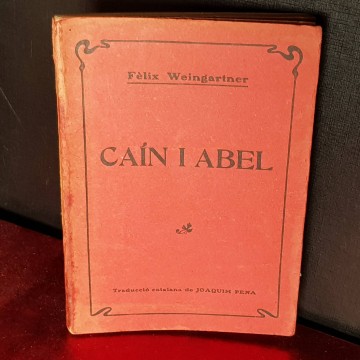 Fèlix Weingartner
CAÍN I ABEL
Traducció catalana de JOAQUIM PENA